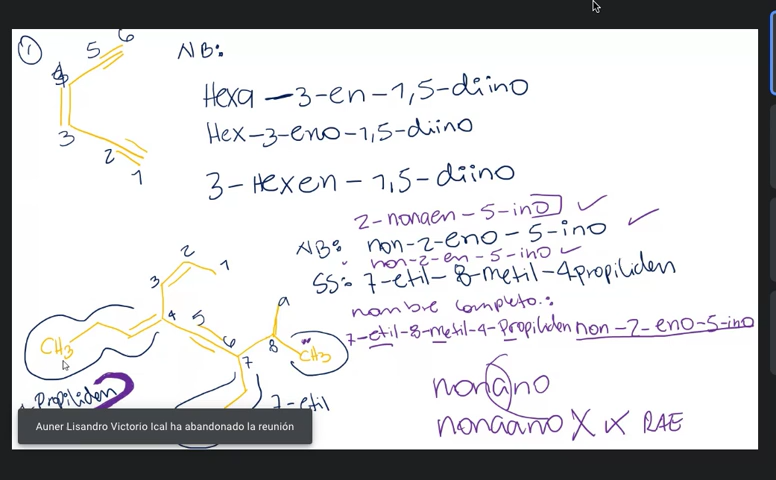 1
NB:
6
5
4
3
2
1
Hexa-3-en-1,5-diino
Hex-3-eno-1,5-diino
3-Hexen-1,5-diino
2-nonaen-5-ino ✓
NB: non-2-eno-5-ino ✓
non-2-en-5-ino ✓
SS: 7-etil-8-metil-4propiliden
nombre completo:
7-etil-8-metil-4-Propiliden non-2-eno-5-ino
2
1
3
4
5
6
7
8
9
CH3
CH3
Propiliden
7-etil
nonano
nonaano X RAE
Auner Lisandro Victorio Ical ha abandonado la reunión